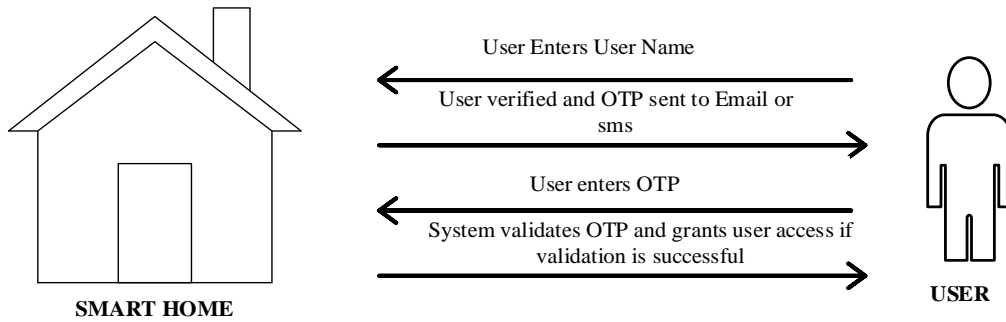 User Enters User Name
User verified and OTP sent to Email or
sms
User enters OTP
System validates OTP and grants user access if
validation is successful
SMART HOME
USER